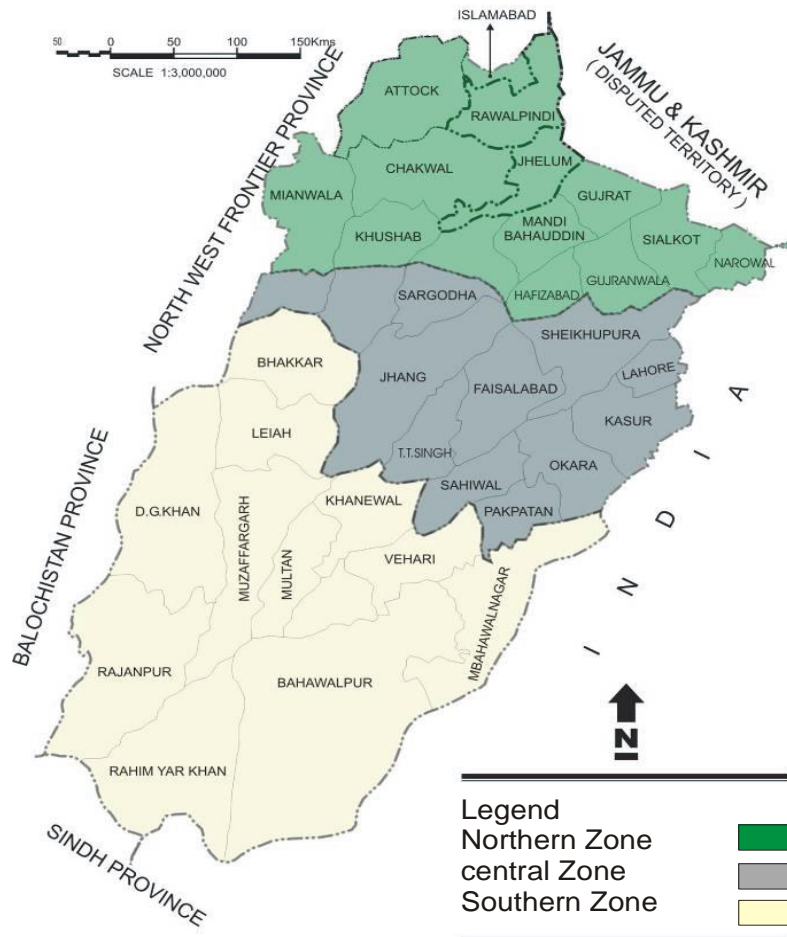 ISLAMABAD
50 0 50 100 150Kms
SCALE 1:3,000,000
JAMMU & KASHMIR
( DISPUTED TERRITORY )
NORTH WEST FRONTIER PROVINCE
ATTOCK
RAWALPINDI
CHAKWAL
JHELUM
MIANWALA
GUJRAT
MANDI
BAHAUDDIN
KHUSHAB
SIALKOT
NAROWAL
GUJRANWALA
HAFIZABAD
SARGODHA
SHEIKHUPURA
BHAKKAR
JHANG
FAISALABAD
LAHORE
KASUR
LEIAH
T.T.SINGH
OKARA
SAHIWAL
PAKPATAN
INDIA
BALOCHISTAN PROVINCE
D.G.KHAN
MUZAFFARGARH
MULTAN
KHANEWAL
VEHARI
MBAHAWALNAGAR
RAJANPUR
BAHAWALPUR
RAHIM YAR KHAN
N
SINDH PROVINCE
Legend
Northern Zone
central Zone
Southern Zone